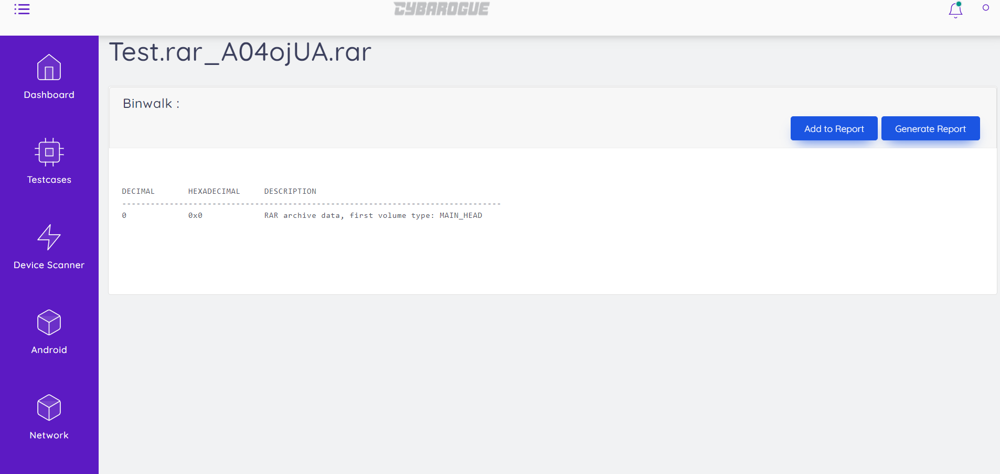 CYBAROGUE
Test.rar_A04ojUA.rar
Dashboard
Testcases
Device Scanner
Android
Network
Binwalk :
Add to Report
Generate Report
DECIMAL HEXADECIMAL DESCRIPTION
--------------------------------------------------------------------------------
0 0x0 RAR archive data, first volume type: MAIN_HEAD